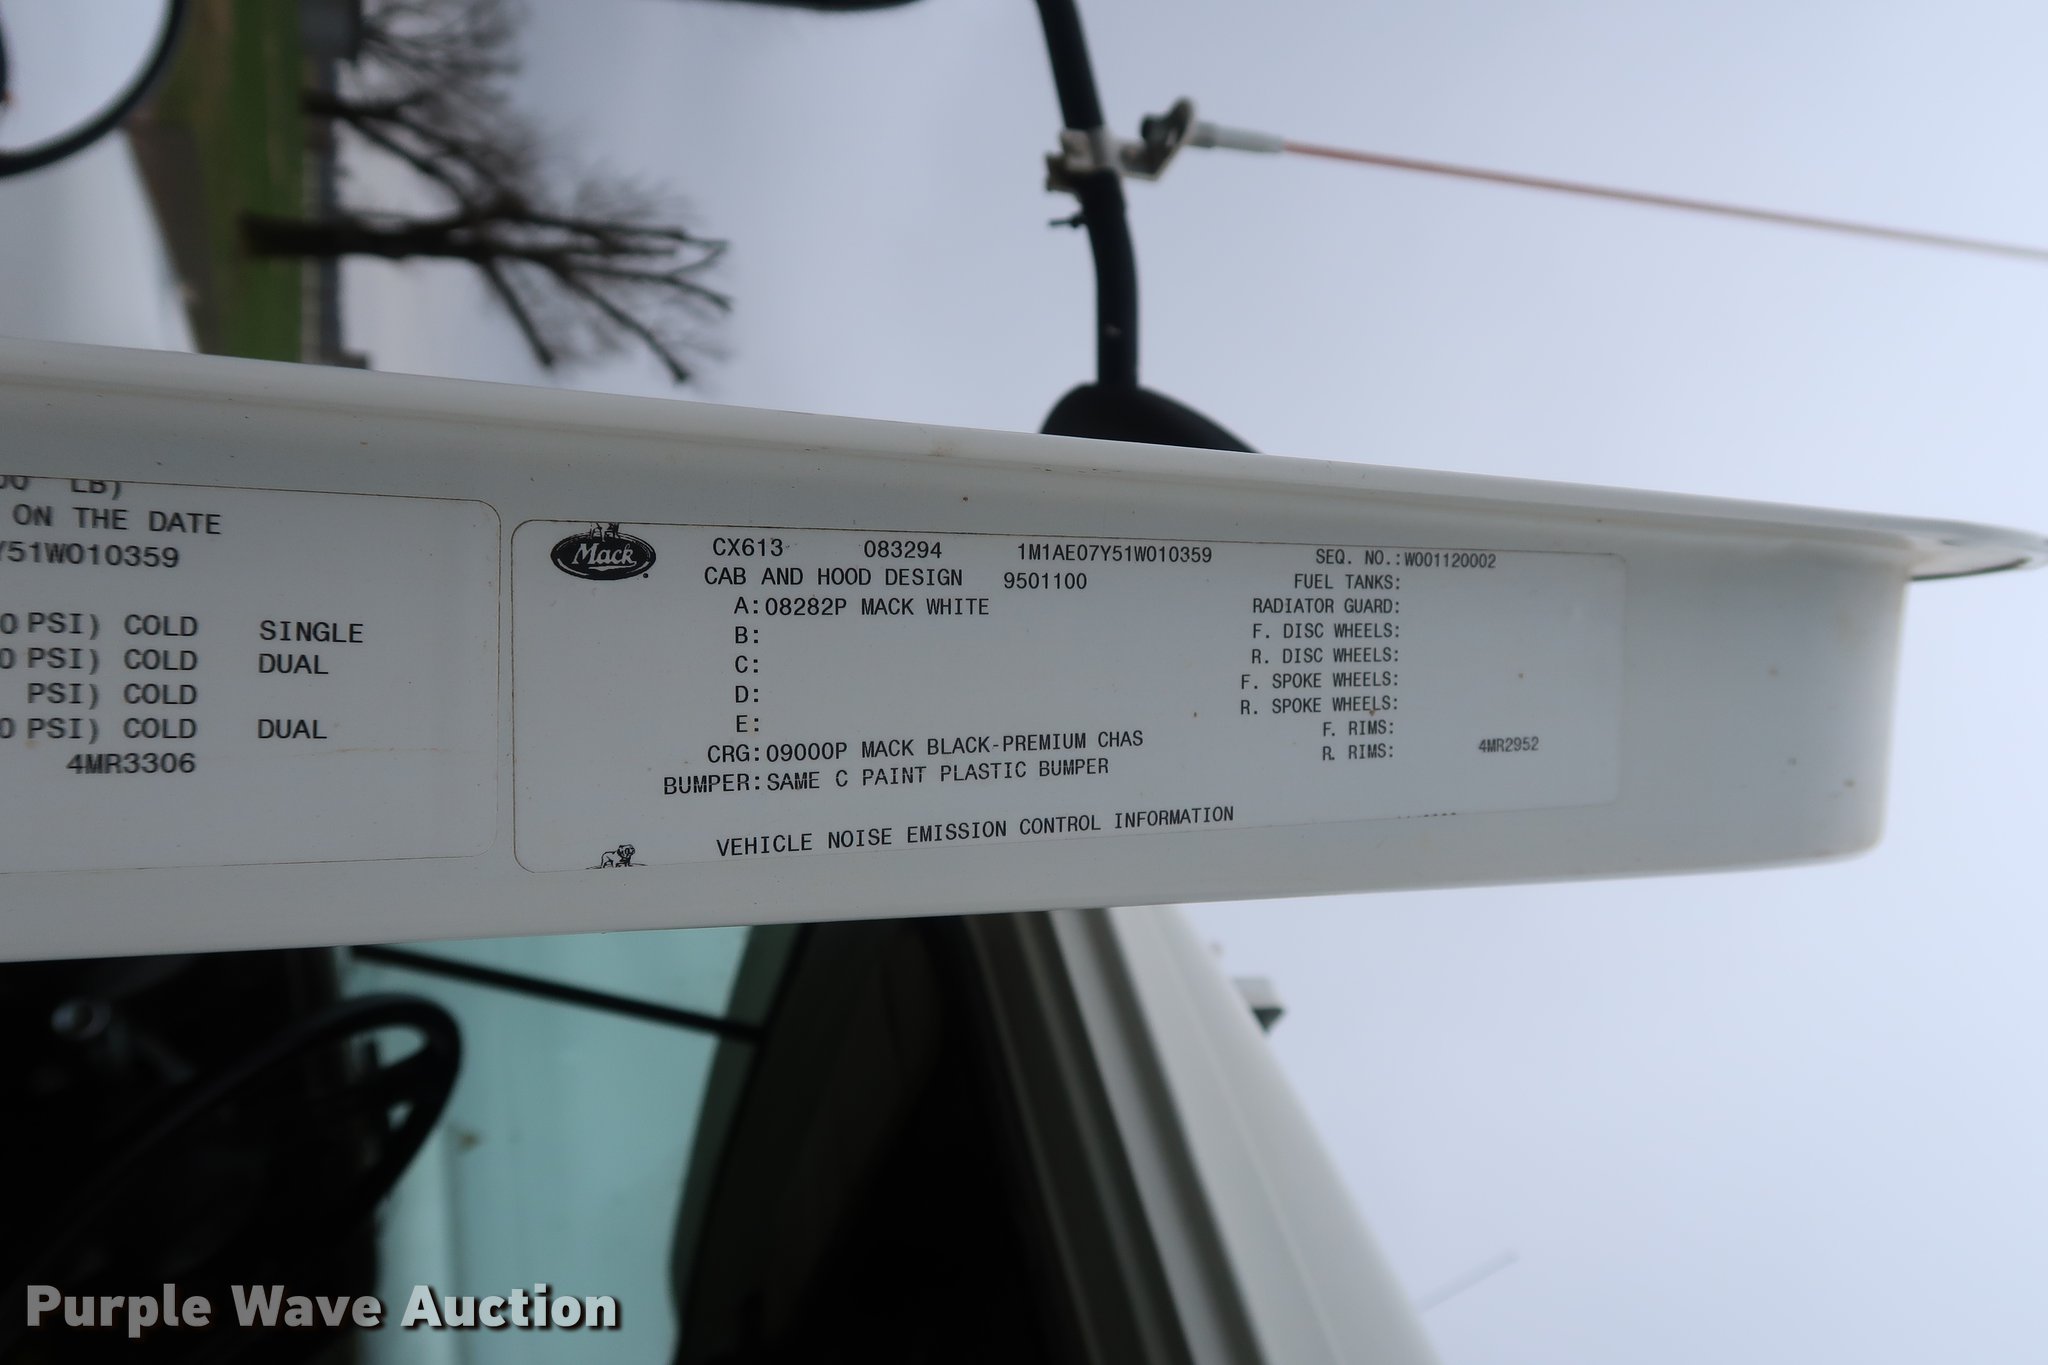 LB)
ON THE DATE
Y51W010359
0 PSI) COLD SINGLE
0 PSI) COLD DUAL
PSI) COLD
0 PSI) COLD DUAL
4MR3306
Mack
CX613 083294 1M1AE07Y51W010359 SEQ. NO.:W001120002
CAB AND HOOD DESIGN 9501100
A:08282P MACK WHITE
B:
C:
D:
E:
CRG:09000P MACK BLACK-PREMIUM CHAS
BUMPER:SAME C PAINT PLASTIC BUMPER
FUEL TANKS:
RADIATOR GUARD:
F. DISC WHEELS:
R. DISC WHEELS:
F. SPOKE WHEELS:
R. SPOKE WHEELS:
F. RIMS:
R. RIMS: 4MR2952
VEHICLE NOISE EMISSION CONTROL INFORMATION
Purple Wave Auction